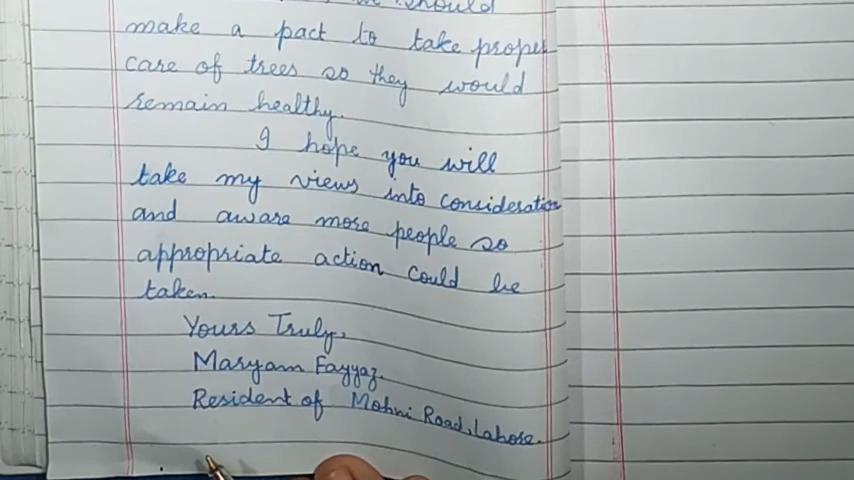 should
make a pact to take proper
care of trees so they would
remain healthy.
I hope you will
take my views into consideration
and aware more people so
appropriate action could be
taken.
Yours Truly,
Maryam Fayyaz.
Resident of Mohni Road, Lahore.